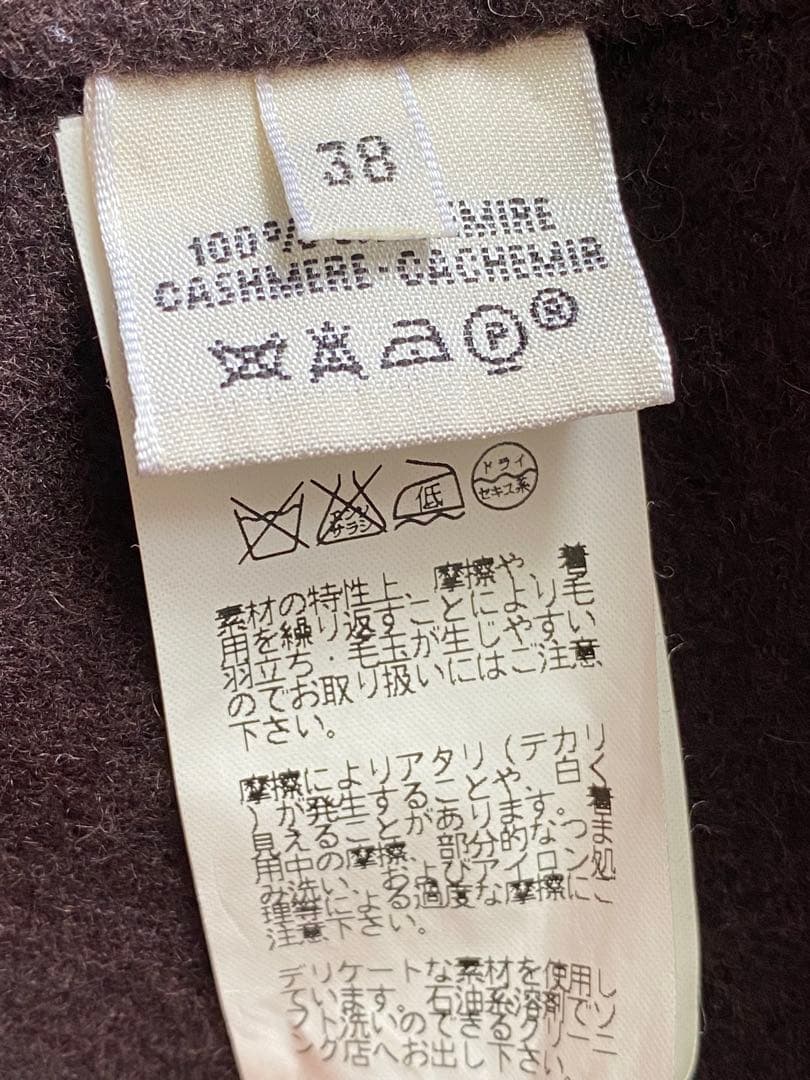 38
100%
CASHMERE-CACHEMIR
P
ドライ
セキス系
サラシ
低
素材の特性上、摩擦や、着
用を繰り返すことにより毛
羽立ち・毛玉が生じやすい
のでお取り扱いにはご注意
下さい。
摩擦によりアタリ(テカリ
)が発生することや、白く
見えることがあります。着
用中の摩擦、部分的なつま
み洗い、およびアイロン処
理等による過度な摩擦にご
注意下さい。
デリケートな素材を使用し
ています。石油系溶剤でソ
フト洗いのできるクリーニ
ング店へお出し下さい。